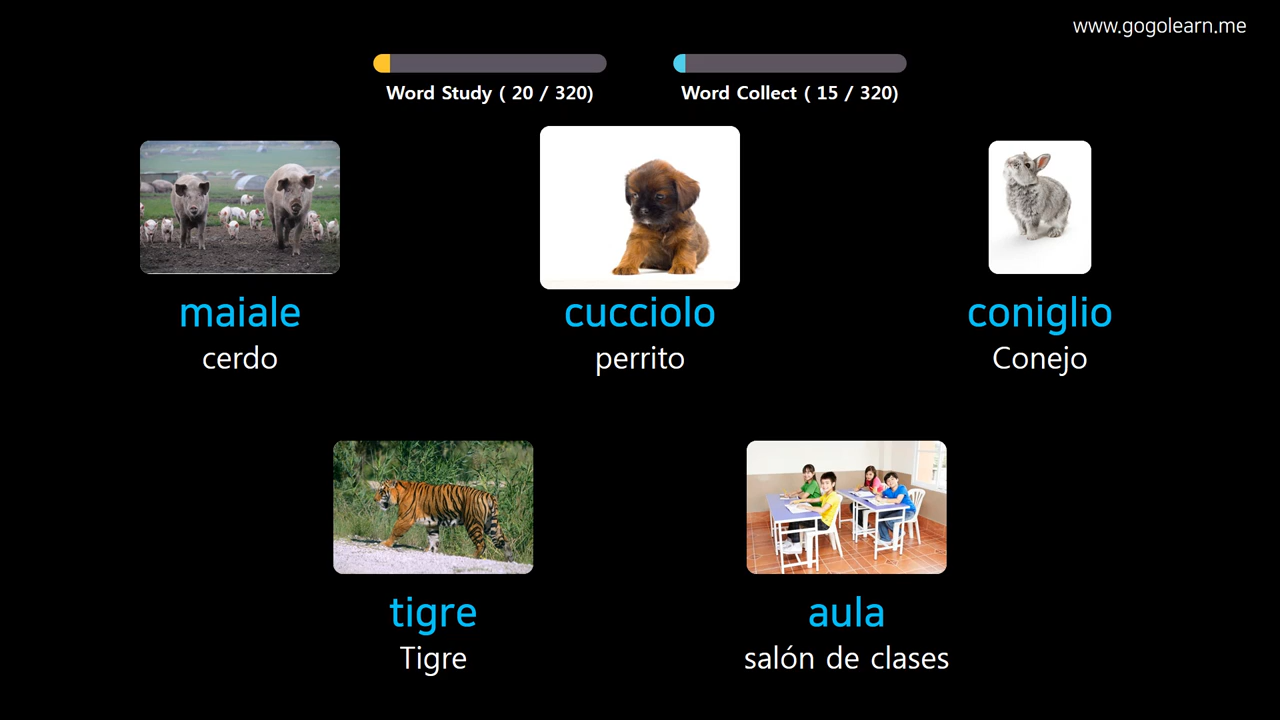 www.gogolearn.me
Word Study ( 20 / 320)
Word Collect ( 15 / 320)
maiale
cerdo
cucciolo
perrito
coniglio
Conejo
tigre
Tigre
aula
salón de clases